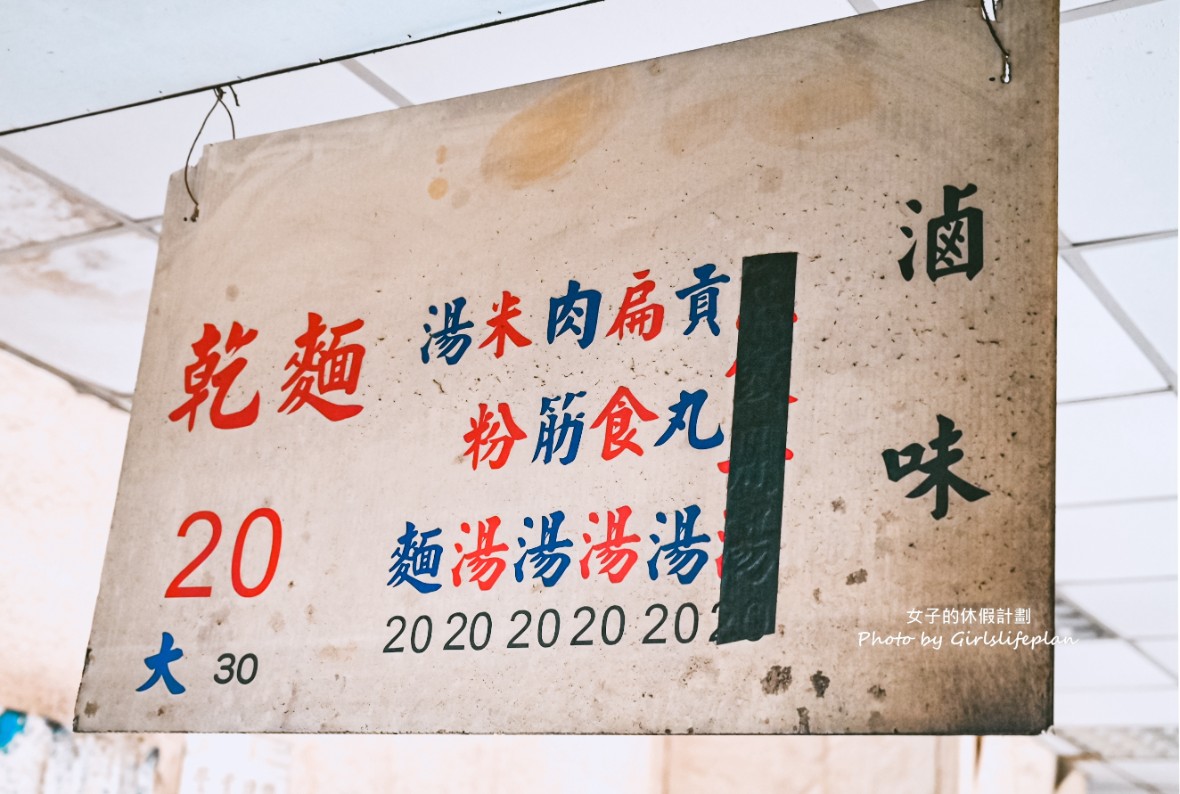 滷味
貢丸湯 20
扁食湯 20
肉筋湯 20
米粉湯 20
湯麵 20
乾麵 20
大 30
女子的休假計劃
Photo by Girlslifeplan